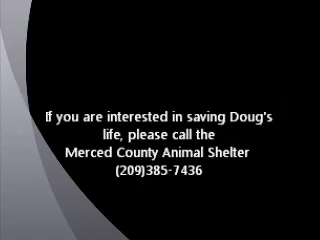 If you are interested in saving Doug's
life, please call the
Merced County Animal Shelter
(209)385-7436